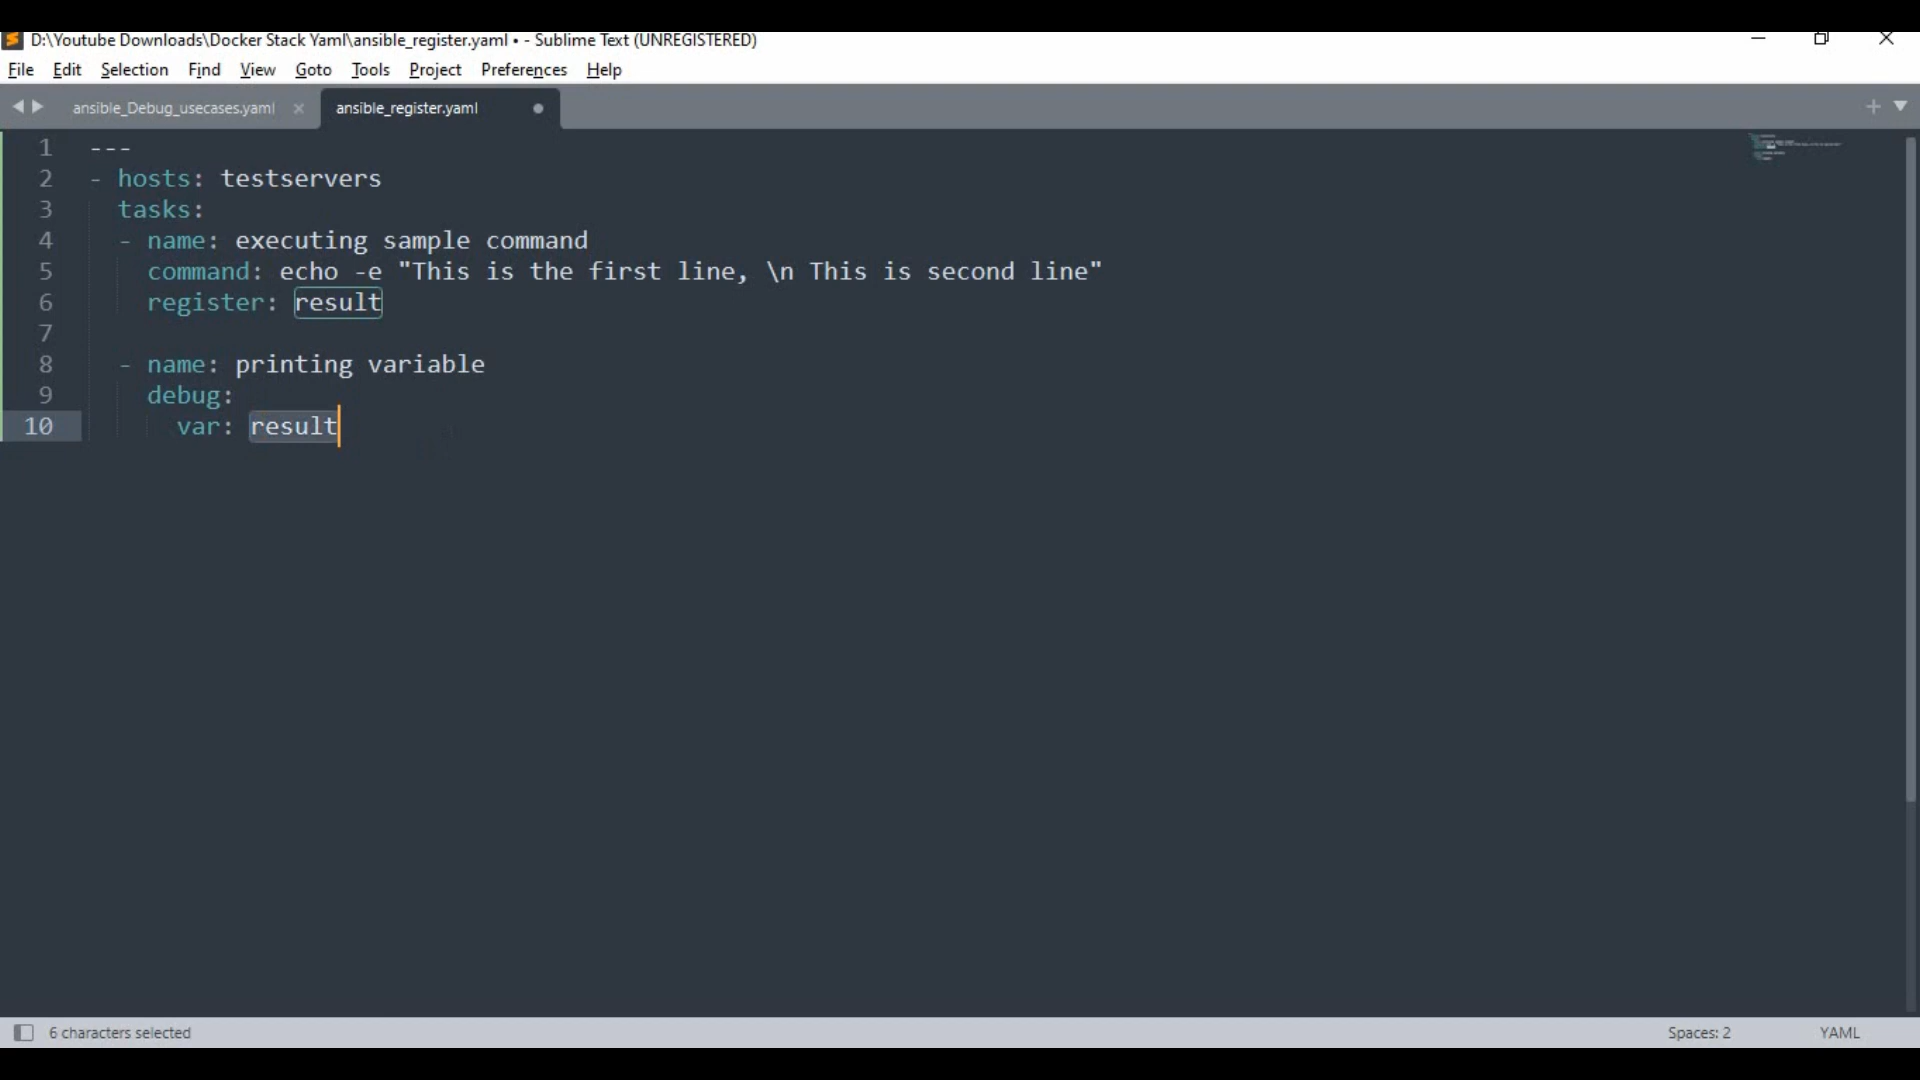 D:\Youtube Downloads\Docker Stack Yaml\ansible_register.yaml • - Sublime Text (UNREGISTERED)
File Edit Selection Find View Goto Tools Project Preferences Help
ansible_Debug_usecases.yaml × ansible_register.yaml
1 ---
2 - hosts: testservers
3 tasks:
4 - name: executing sample command
5 command: echo -e "This is the first line, \n This is second line"
6 register: result
7
8 - name: printing variable
9 debug:
10 var: result
6 characters selected Spaces: 2 YAML